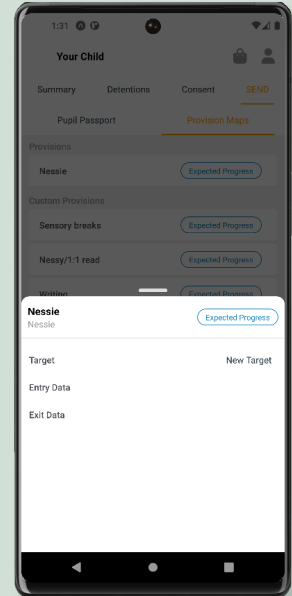 1:31
Your Child
Summary Detentions Consent SEND
Pupil Passport Provision Maps
Provisions
Nessie Expected Progress
Custom Provisions
Sensory breaks Expected Progress
Nessy/1:1 read Expected Progress
Writing Expected Progress
Nessie
Nessie
Expected Progress
Target New Target
Entry Data
Exit Data